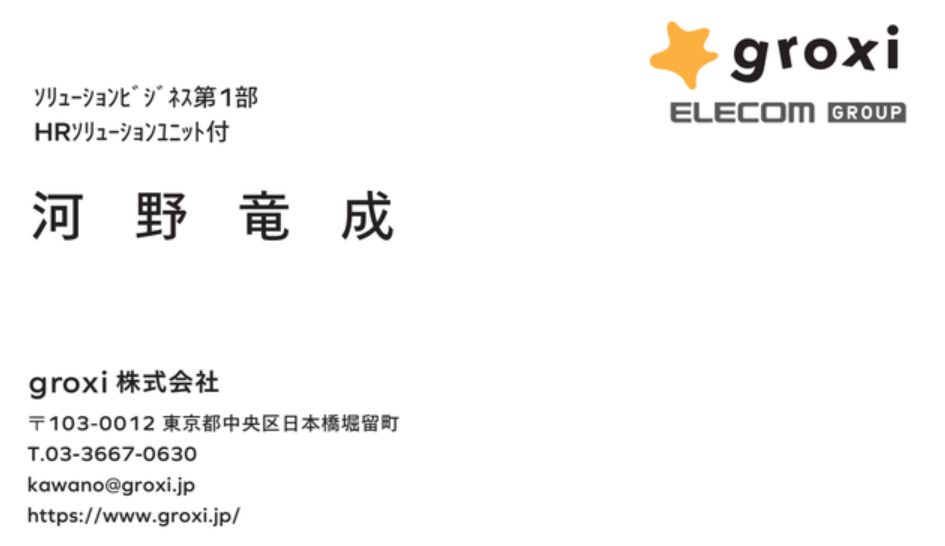 groxi
ELECOM GROUP
ｿﾘｭｰｼｮﾝﾋﾞｼﾞﾈｽ第1部
HRｿﾘｭｰｼｮﾝﾕﾆｯﾄ付
河 野 竜 成
groxi 株式会社
〒103-0012 東京都中央区日本橋堀留町
T.03-3667-0630
kawano@groxi.jp
https://www.groxi.jp/